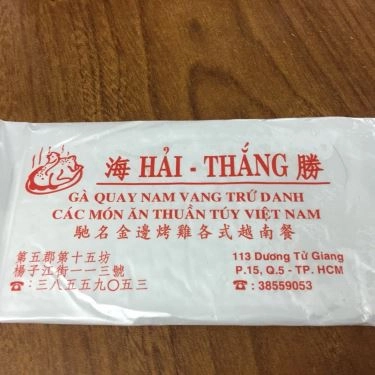 海 HẢI - THẮNG 勝
GÀ QUAY NAM VANG TRỨ DANH
CÁC MÓN ĂN THUẦN TÚY VIỆT NAM
馳名金邊烤雞各式越南餐
第五郡第十五坊
楊子江街一一三號
☎:三八五五九〇五三
113 Dương Tử Giang
P.15, Q.5 - TP. HCM
☎: 38559053